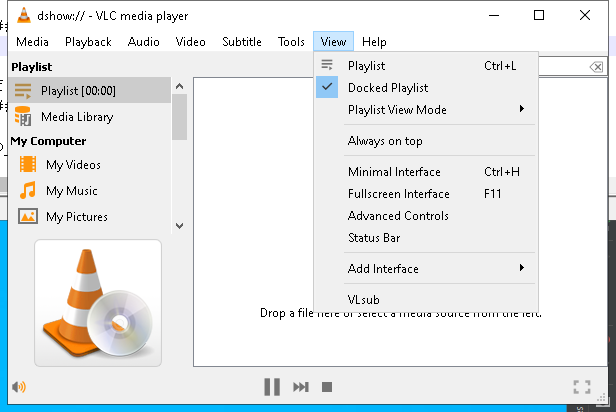 dshow:// - VLC media player
Media Playback Audio Video Subtitle Tools View Help
Playlist
Playlist [00:00]
Media Library
My Computer
My Videos
My Music
My Pictures
Playlist Ctrl+L
Docked Playlist
Playlist View Mode
Always on top
Minimal Interface Ctrl+H
Fullscreen Interface F11
Advanced Controls
Status Bar
Add Interface
VLsub
Drop a file here or select a media source from the left.